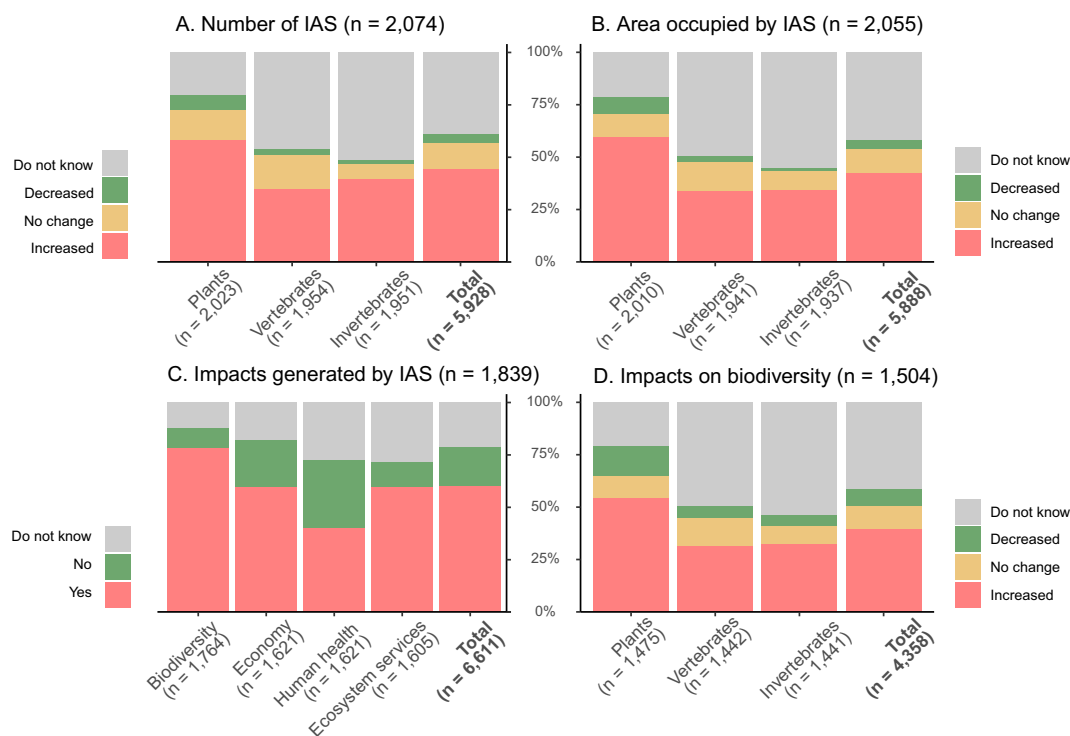 A. Number of IAS (n = 2,074)
Do not know
Decreased
No change
Increased
Plants
(n = 2,023)
Vertebrates
(n = 1,954)
Invertebrates
(n = 1,951)
Total
(n = 5,928)
100%
75%
50%
25%
0%
B. Area occupied by IAS (n = 2,055)
Plants
(n = 2,010)
Vertebrates
(n = 1,941)
Invertebrates
(n = 1,937)
Total
(n = 5,888)
Do not know
Decreased
No change
Increased
C. Impacts generated by IAS (n = 1,839)
Do not know
No
Yes
Biodiversity
(n = 1,764)
Economy
(n = 1,621)
Human health
(n = 1,621)
Ecosystem services
(n = 1,605)
Total
(n = 6,611)
100%
75%
50%
25%
0%
D. Impacts on biodiversity (n = 1,504)
Plants
(n = 1,475)
Vertebrates
(n = 1,442)
Invertebrates
(n = 1,441)
Total
(n = 4,358)
Do not know
Decreased
No change
Increased